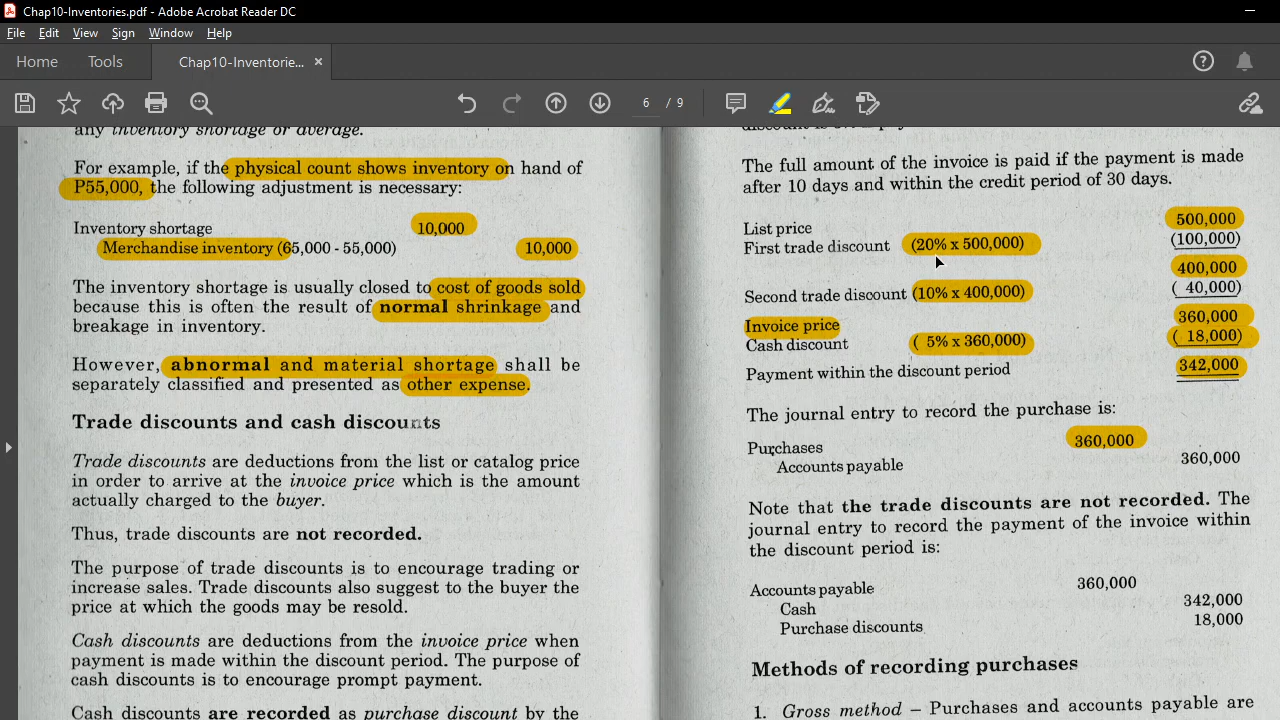 Chap10-Inventories.pdf - Adobe Acrobat Reader DC
File Edit View Sign Window Help
Home Tools Chap10-Inventorie... ×
6 / 9
any inventory shortage or average.
For example, if the physical count shows inventory on hand of
P55,000, the following adjustment is necessary:
Inventory shortage 10,000
Merchandise inventory (65,000 - 55,000) 10,000
The inventory shortage is usually closed to cost of goods sold
because this is often the result of normal shrinkage and
breakage in inventory.
However, abnormal and material shortage shall be
separately classified and presented as other expense.
Trade discounts and cash discounts
Trade discounts are deductions from the list or catalog price
in order to arrive at the invoice price which is the amount
actually charged to the buyer.
Thus, trade discounts are not recorded.
The purpose of trade discounts is to encourage trading or
increase sales. Trade discounts also suggest to the buyer the
price at which the goods may be resold.
Cash discounts are deductions from the invoice price when
payment is made within the discount period. The purpose of
cash discounts is to encourage prompt payment.
Cash discounts are recorded as purchase discount by the
The full amount of the invoice is paid if the payment is made
after 10 days and within the credit period of 30 days.
List price 500,000
First trade discount (20% x 500,000) (100,000)
400,000
Second trade discount (10% x 400,000) ( 40,000)
Invoice price 360,000
Cash discount ( 5% x 360,000) ( 18,000)
Payment within the discount period 342,000
The journal entry to record the purchase is:
Purchases 360,000
Accounts payable 360,000
Note that the trade discounts are not recorded. The
journal entry to record the payment of the invoice within
the discount period is:
Accounts payable 360,000
Cash 342,000
Purchase discounts 18,000
Methods of recording purchases
1. Gross method – Purchases and accounts payable are